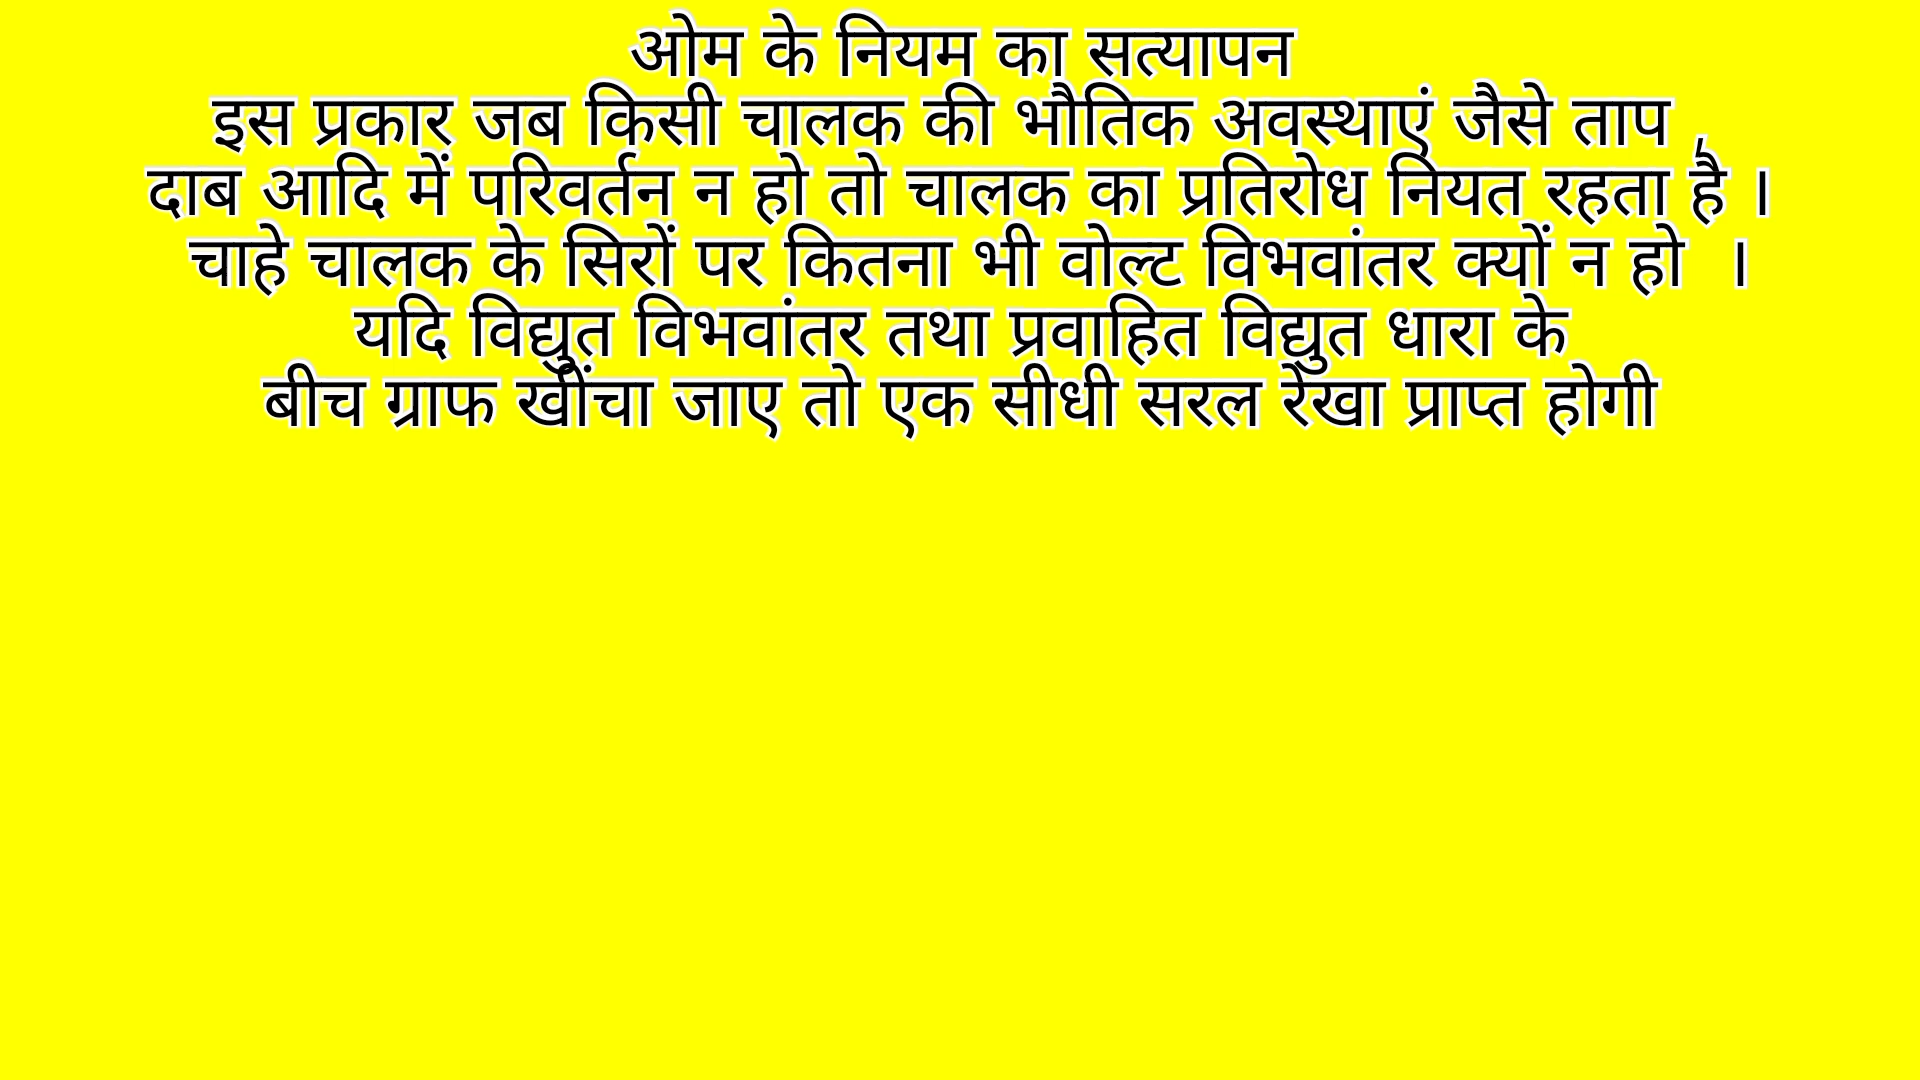 ओम के नियम का सत्यापन
इस प्रकार जब किसी चालक की भौतिक अवस्थाएं जैसे ताप ,
दाब आदि में परिवर्तन न हो तो चालक का प्रतिरोध नियत रहता है ।
चाहे चालक के सिरों पर कितना भी वोल्ट विभवांतर क्यों न हो  ।
यदि विद्युत विभवांतर तथा प्रवाहित विद्युत धारा के
बीच ग्राफ खींचा जाए तो एक सीधी सरल रेखा प्राप्त होगी